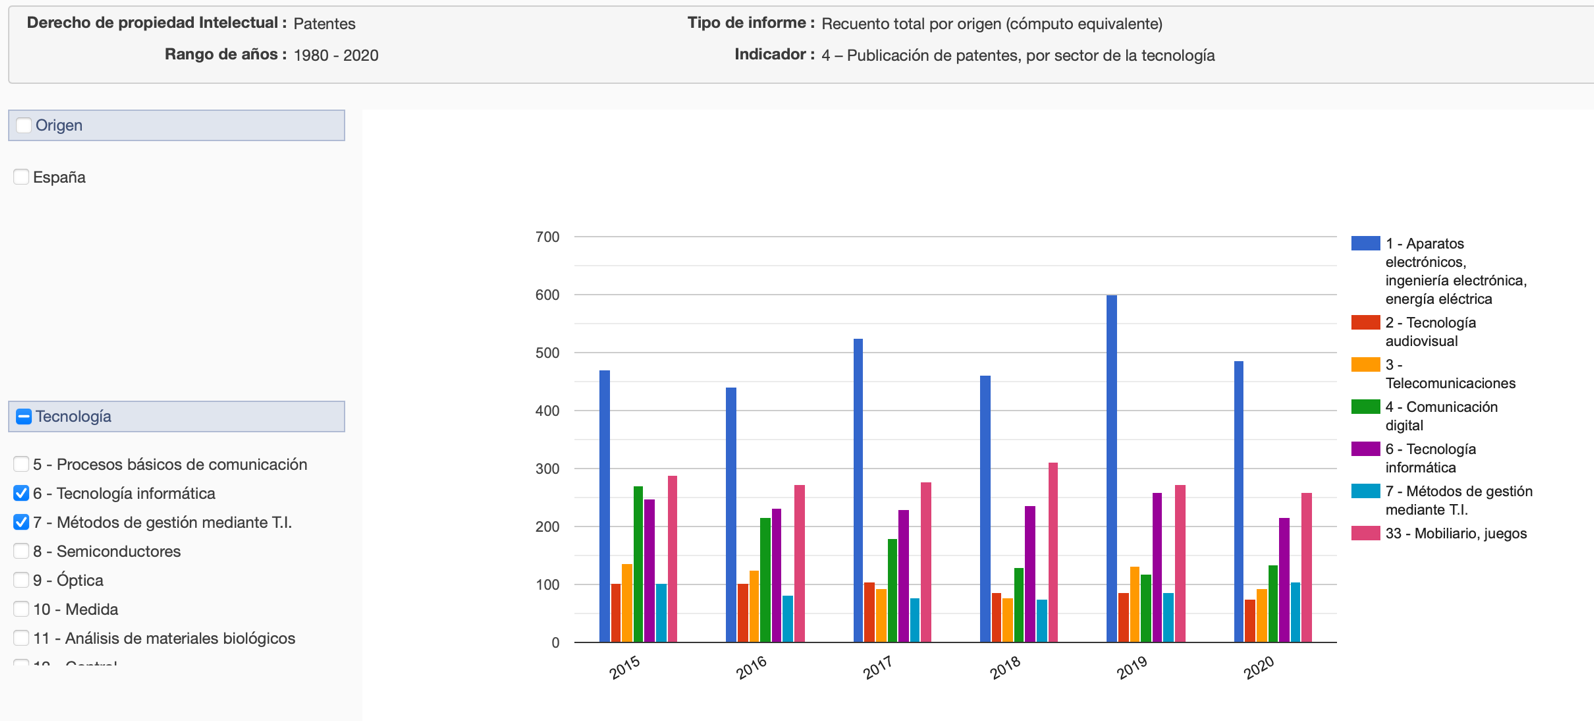 Derecho de propiedad Intelectual : Patentes
Tipo de informe : Recuento total por origen (cómputo equivalente)
Rango de años : 1980 - 2020
Indicador : 4 – Publicación de patentes, por sector de la tecnología
Origen
España
Tecnología
5 - Procesos básicos de comunicación
6 - Tecnología informática
7 - Métodos de gestión mediante T.I.
8 - Semiconductores
9 - Óptica
10 - Medida
11 - Análisis de materiales biológicos
700
600
500
400
300
200
100
0
2015
2016
2017
2018
2019
2020
1 - Aparatos
electrónicos,
ingeniería electrónica,
energía eléctrica
2 - Tecnología
audiovisual
3 -
Telecomunicaciones
4 - Comunicación
digital
6 - Tecnología
informática
7 - Métodos de gestión
mediante T.I.
33 - Mobiliario, juegos